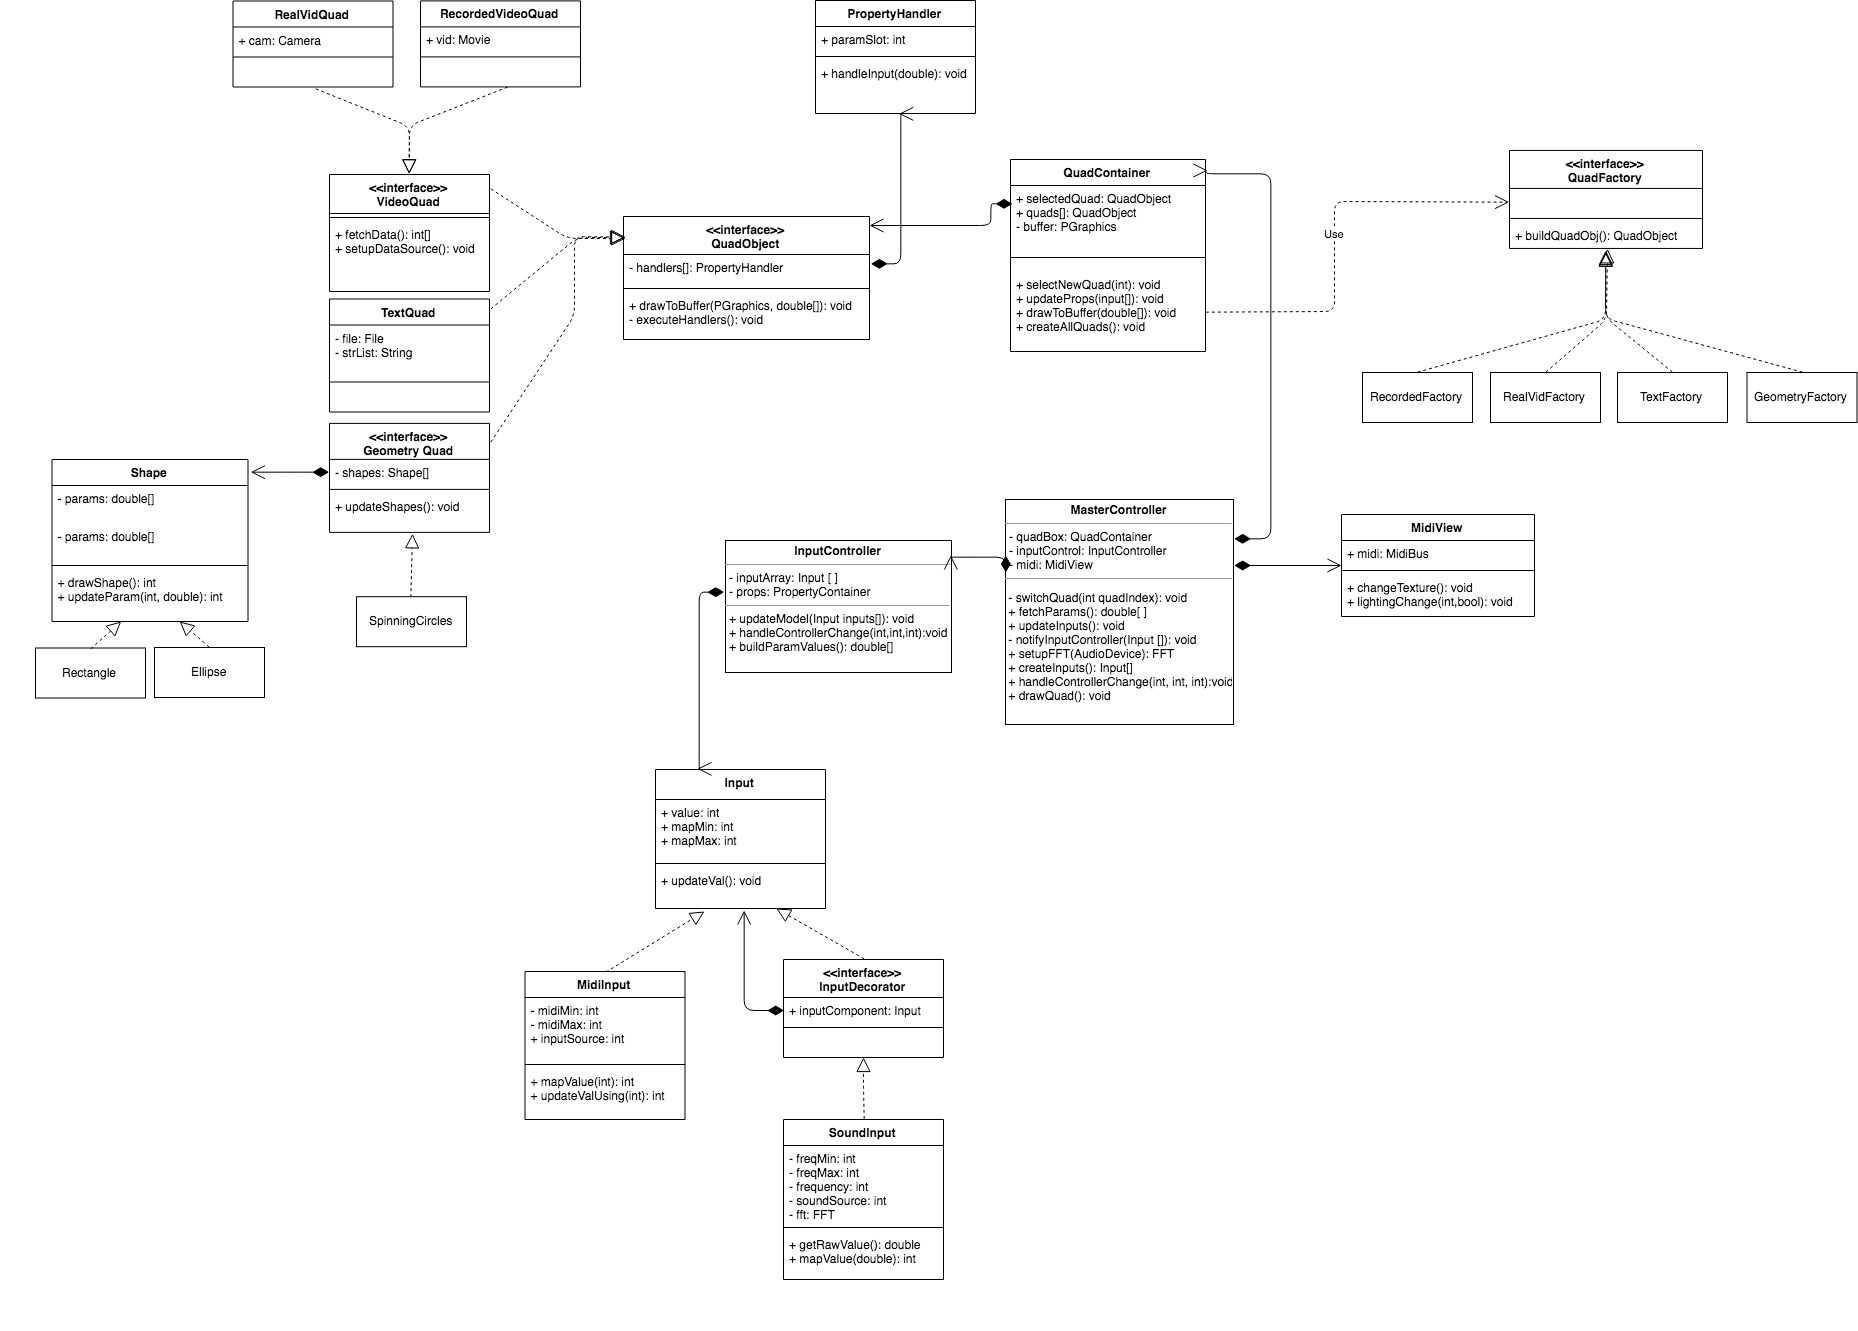 RealVidQuad
+ cam: Camera
RecordedVideoQuad
+ vid: Movie
PropertyHandler
+ paramSlot: int
+ handleInput(double): void
<<interface>>
VideoQuad
+ fetchData(): int[]
+ setupDataSource(): void
TextQuad
- file: File
- strList: String
<<interface>>
Geometry Quad
- shapes: Shape[]
+ updateShapes(): void
<<interface>>
QuadObject
- handlers[]: PropertyHandler
+ drawToBuffer(PGraphics, double[]): void
- executeHandlers(): void
QuadContainer
+ selectedQuad: QuadObject
+ quads[]: QuadObject
- buffer: PGraphics
+ selectNewQuad(int): void
+ updateProps(input[]): void
+ drawToBuffer(double[]): void
+ createAllQuads(): void
Use
<<interface>>
QuadFactory
+ buildQuadObj(): QuadObject
RecordedFactory
RealVidFactory
TextFactory
GeometryFactory
Shape
- params: double[]
- params: double[]
+ drawShape(): int
+ updateParam(int, double): int
Rectangle
Ellipse
SpinningCircles
InputController
- inputArray: Input [ ]
- props: PropertyContainer
+ updateModel(Input inputs[]): void
+ handleControllerChange(int,int,int):void
+ buildParamValues(): double[]
MasterController
- quadBox: QuadContainer
- inputControl: InputController
- midi: MidiView
- switchQuad(int quadIndex): void
+ fetchParams(): double[ ]
+ updateInputs(): void
- notifyInputController(Input []): void
+ setupFFT(AudioDevice): FFT
+ createInputs(): Input[]
+ handleControllerChange(int, int, int):void
+ drawQuad(): void
MidiView
+ midi: MidiBus
+ changeTexture(): void
+ lightingChange(int,bool): void
Input
+ value: int
+ mapMin: int
+ mapMax: int
+ updateVal(): void
MidiInput
- midiMin: int
- midiMax: int
+ inputSource: int
+ mapValue(int): int
+ updateValUsing(int): int
<<interface>>
InputDecorator
+ inputComponent: Input
SoundInput
- freqMin: int
- freqMax: int
- frequency: int
- soundSource: int
- fft: FFT
+ getRawValue(): double
+ mapValue(double): int